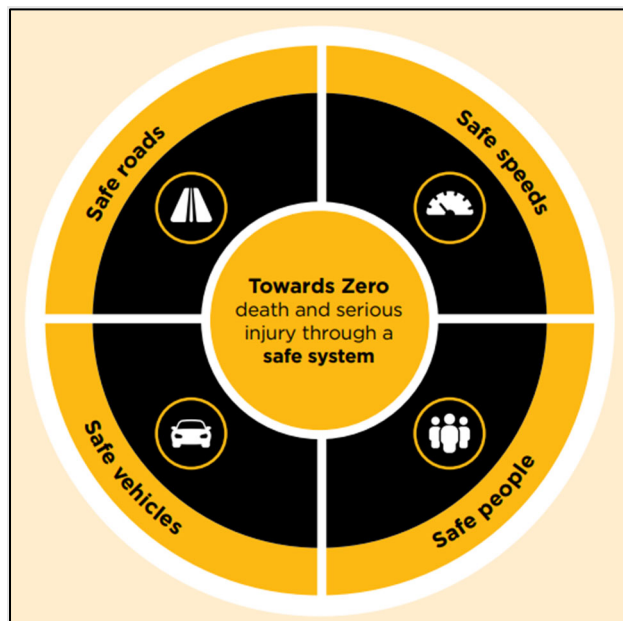 Safe roads
Safe speeds
Towards Zero
death and serious
injury through a
safe system
Safe vehicles
Safe people